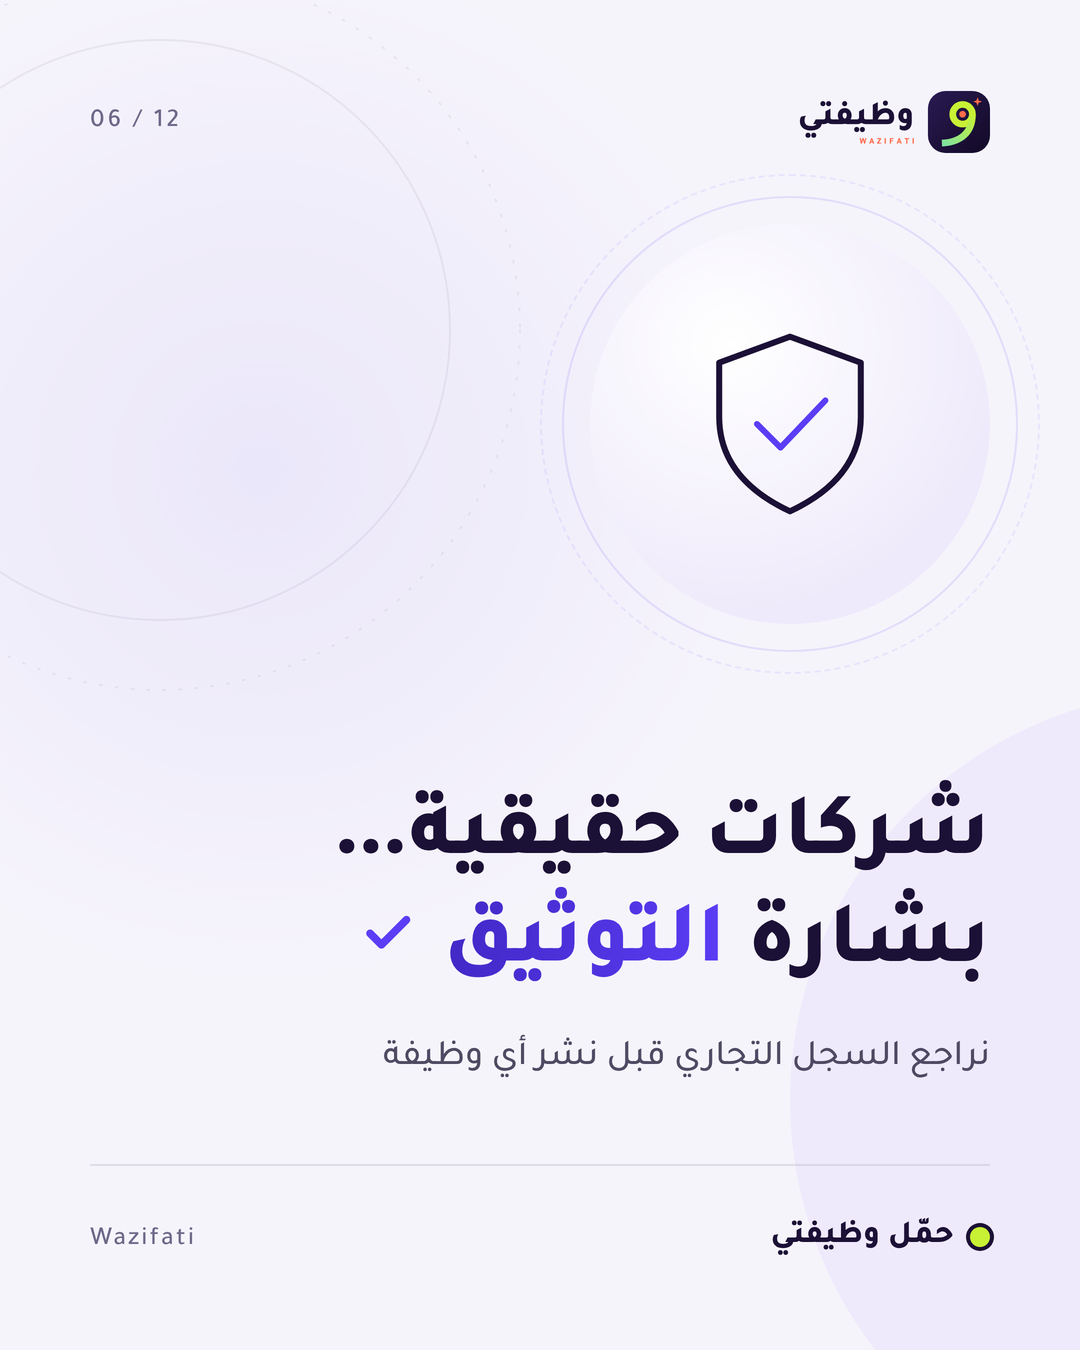 وظيفتي
WAZIFATI
06 / 12
شركات حقيقية...
بشارة التوثيق ✓
نراجع السجل التجاري قبل نشر أي وظيفة
حمّل وظيفتي
Wazifati